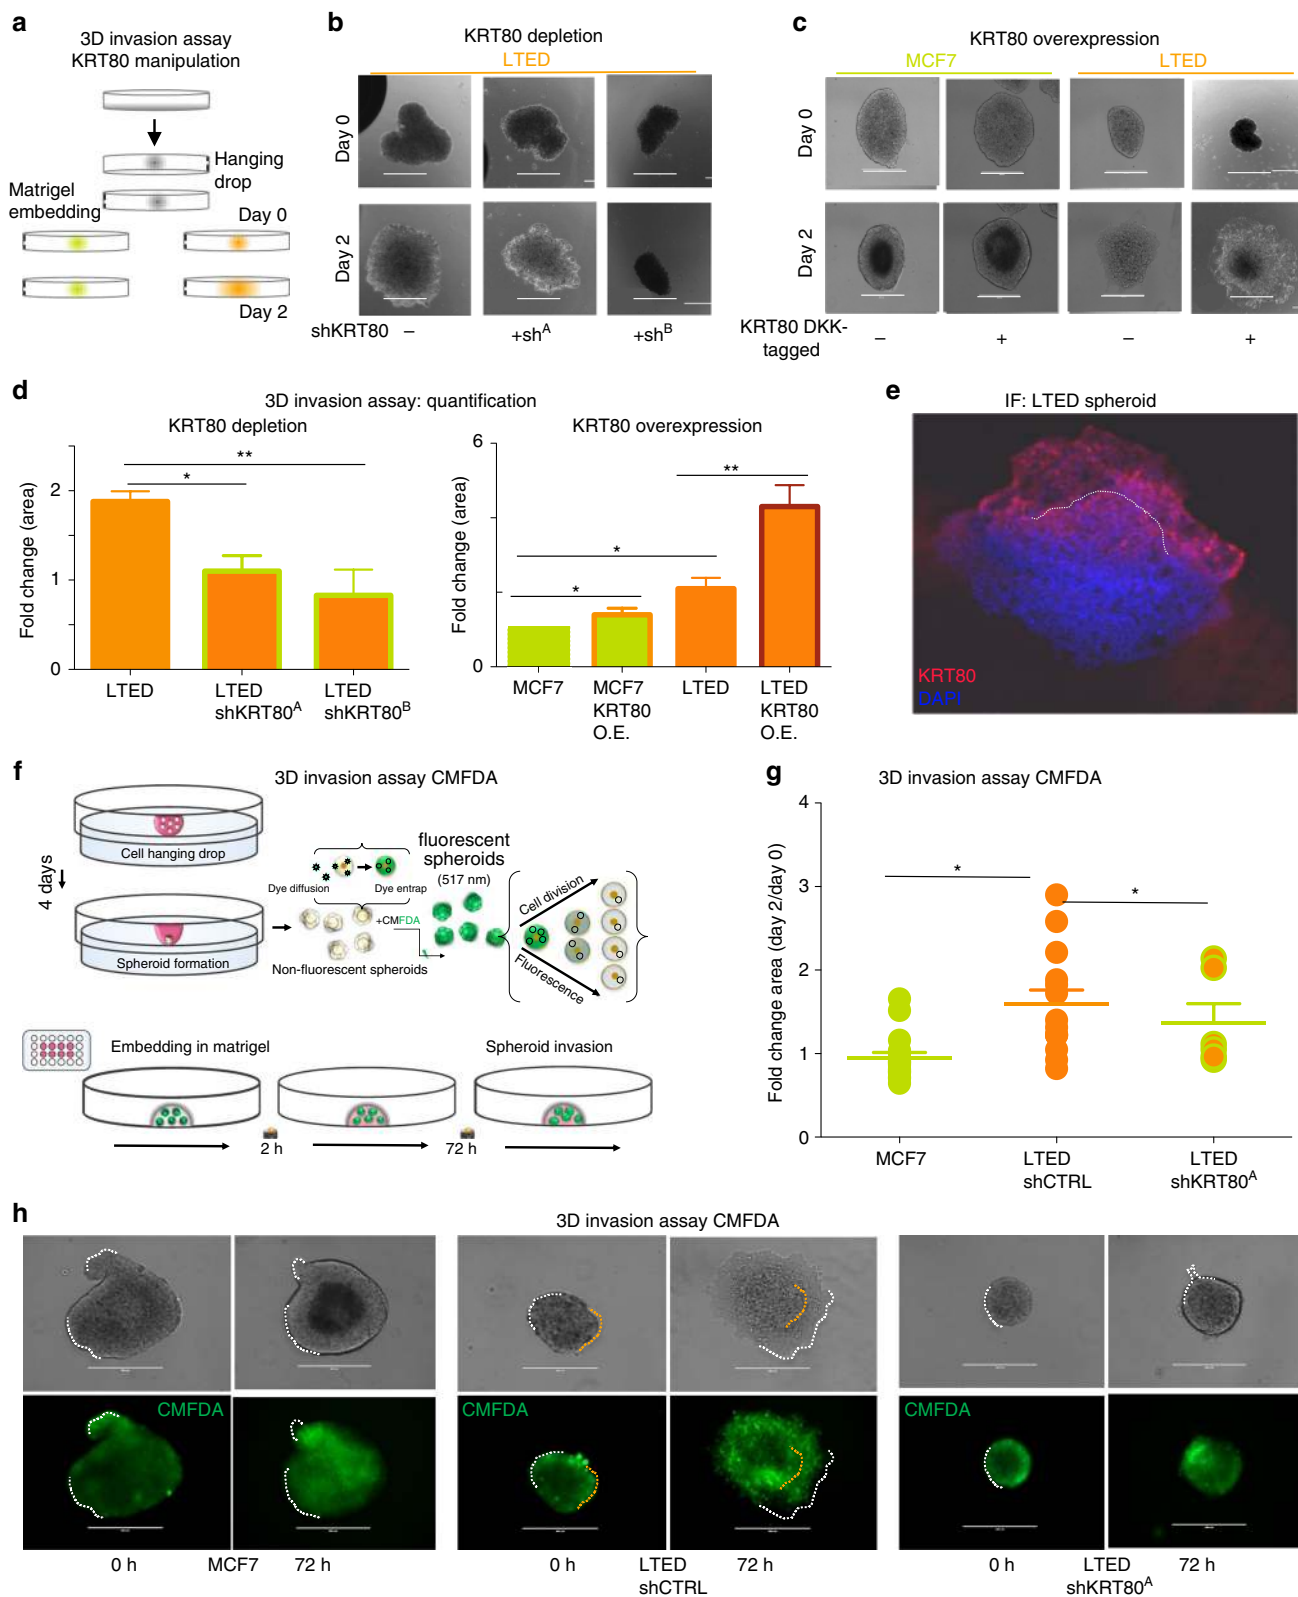 a
3D invasion assay
KRT80 manipulation
Hanging
drop
Matrigel
embedding
Day 0
Day 2
b
KRT80 depletion
LTED
Day 0
Day 2
shKRT80
–
+shA
+shB
c
KRT80 overexpression
MCF7
LTED
Day 0
Day 2
KRT80 DKK-
tagged
–
+
–
+
d
3D invasion assay: quantification
KRT80 depletion
Fold change (area)
2
1
0
*
**
LTED
LTED
shKRT80A
LTED
shKRT80B
KRT80 overexpression
Fold change (area)
6
0
*
*
**
MCF7
MCF7
KRT80
O.E.
LTED
LTED
KRT80
O.E.
e
IF: LTED spheroid
KRT80
DAPI
f
3D invasion assay CMFDA
Cell hanging drop
4 days
Spheroid formation
Dye diffusion
Dye entrap
+CMFDA
Non-fluorescent spheroids
fluorescent
spheroids
(517 nm)
Cell division
Fluorescence
Embedding in matrigel
Spheroid invasion
2 h
72 h
g
3D invasion assay CMFDA
Fold change area (day 2/day 0)
4
3
2
1
0
*
*
MCF7
LTED
shCTRL
LTED
shKRT80A
h
3D invasion assay CMFDA
CMFDA
CMFDA
CMFDA
0 h
MCF7
72 h
0 h
LTED
shCTRL
72 h
0 h
LTED
shKRT80A
72 h